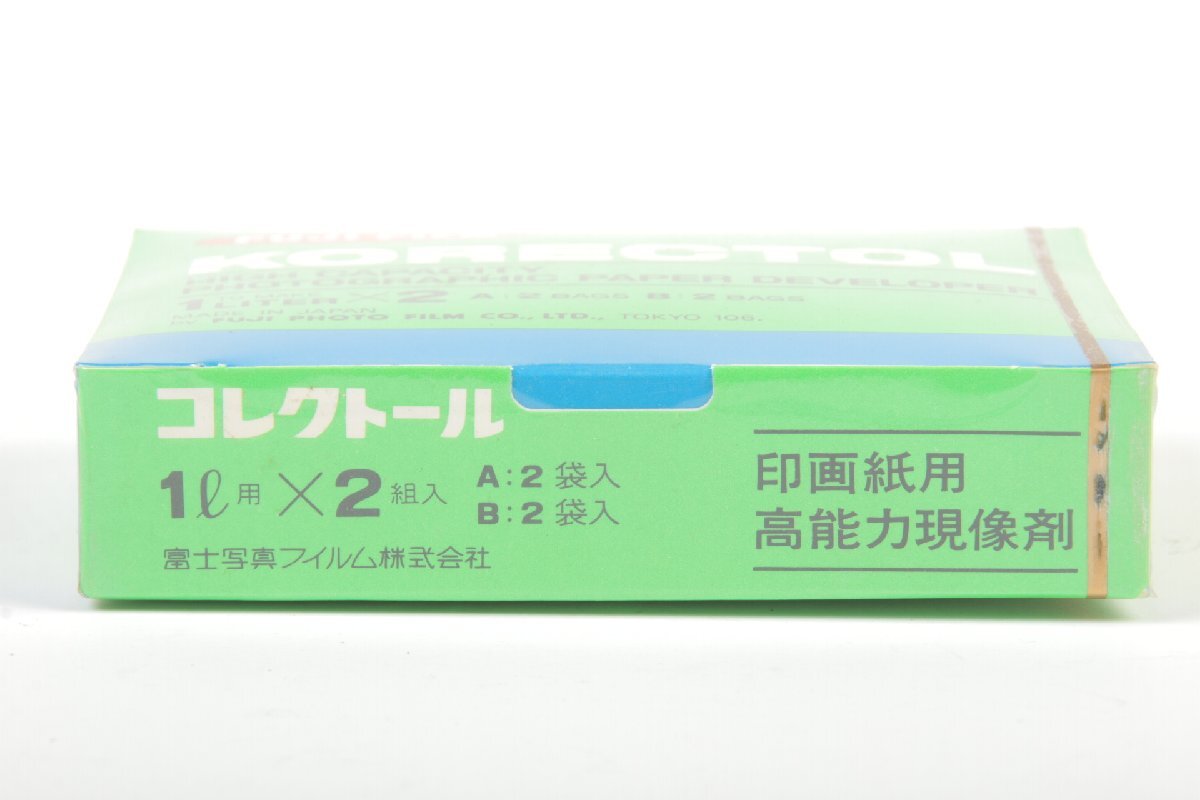 KORECTOL
HIGH CAPACITY
PHOTOGRAPHIC PAPER DEVELOPER
1 LITER × 2 A : 2 BAGS B : 2 BAGS
MADE IN JAPAN
BY FUJI PHOTO FILM CO., LTD., TOKYO 106.
コレクトール
1ℓ用 × 2組入
A : 2 袋入
B : 2 袋入
富士写真フイルム株式会社
印画紙用
高能力現像剤